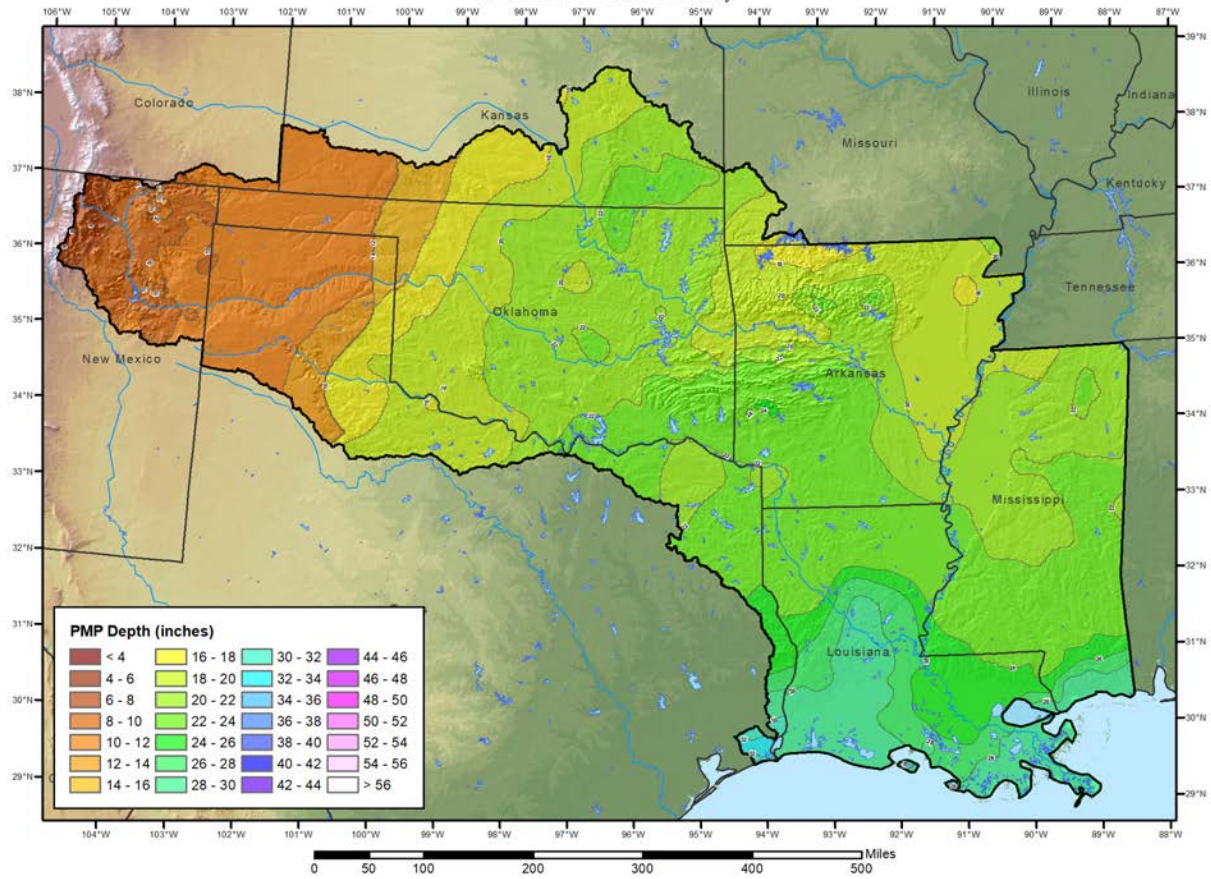 106°W 105°W 104°W 103°W 102°W 101°W 100°W 99°W 98°W 97°W 96°W 95°W 94°W 93°W 92°W 91°W 90°W 89°W 88°W 87°W
39°N
38°N
38°N
37°N
37°N
36°N
36°N
35°N
35°N
34°N
34°N
33°N
33°N
32°N
32°N
31°N
31°N
30°N
30°N
29°N
29°N
Colorado
Kansas
Missouri
Illinois
Indiana
Kentucky
Tennessee
New Mexico
Oklahoma
Arkansas
Mississippi
Louisiana
PMP Depth (inches)
< 4 16 - 18 30 - 32 44 - 46
4 - 6 18 - 20 32 - 34 46 - 48
6 - 8 20 - 22 34 - 36 48 - 50
8 - 10 22 - 24 36 - 38 50 - 52
10 - 12 24 - 26 38 - 40 52 - 54
12 - 14 26 - 28 40 - 42 54 - 56
14 - 16 28 - 30 42 - 44 > 56
104°W 103°W 102°W 101°W 100°W 99°W 98°W 97°W 96°W 95°W 94°W 93°W 92°W 91°W 90°W 89°W 88°W
Miles
0 50 100 200 300 400 500